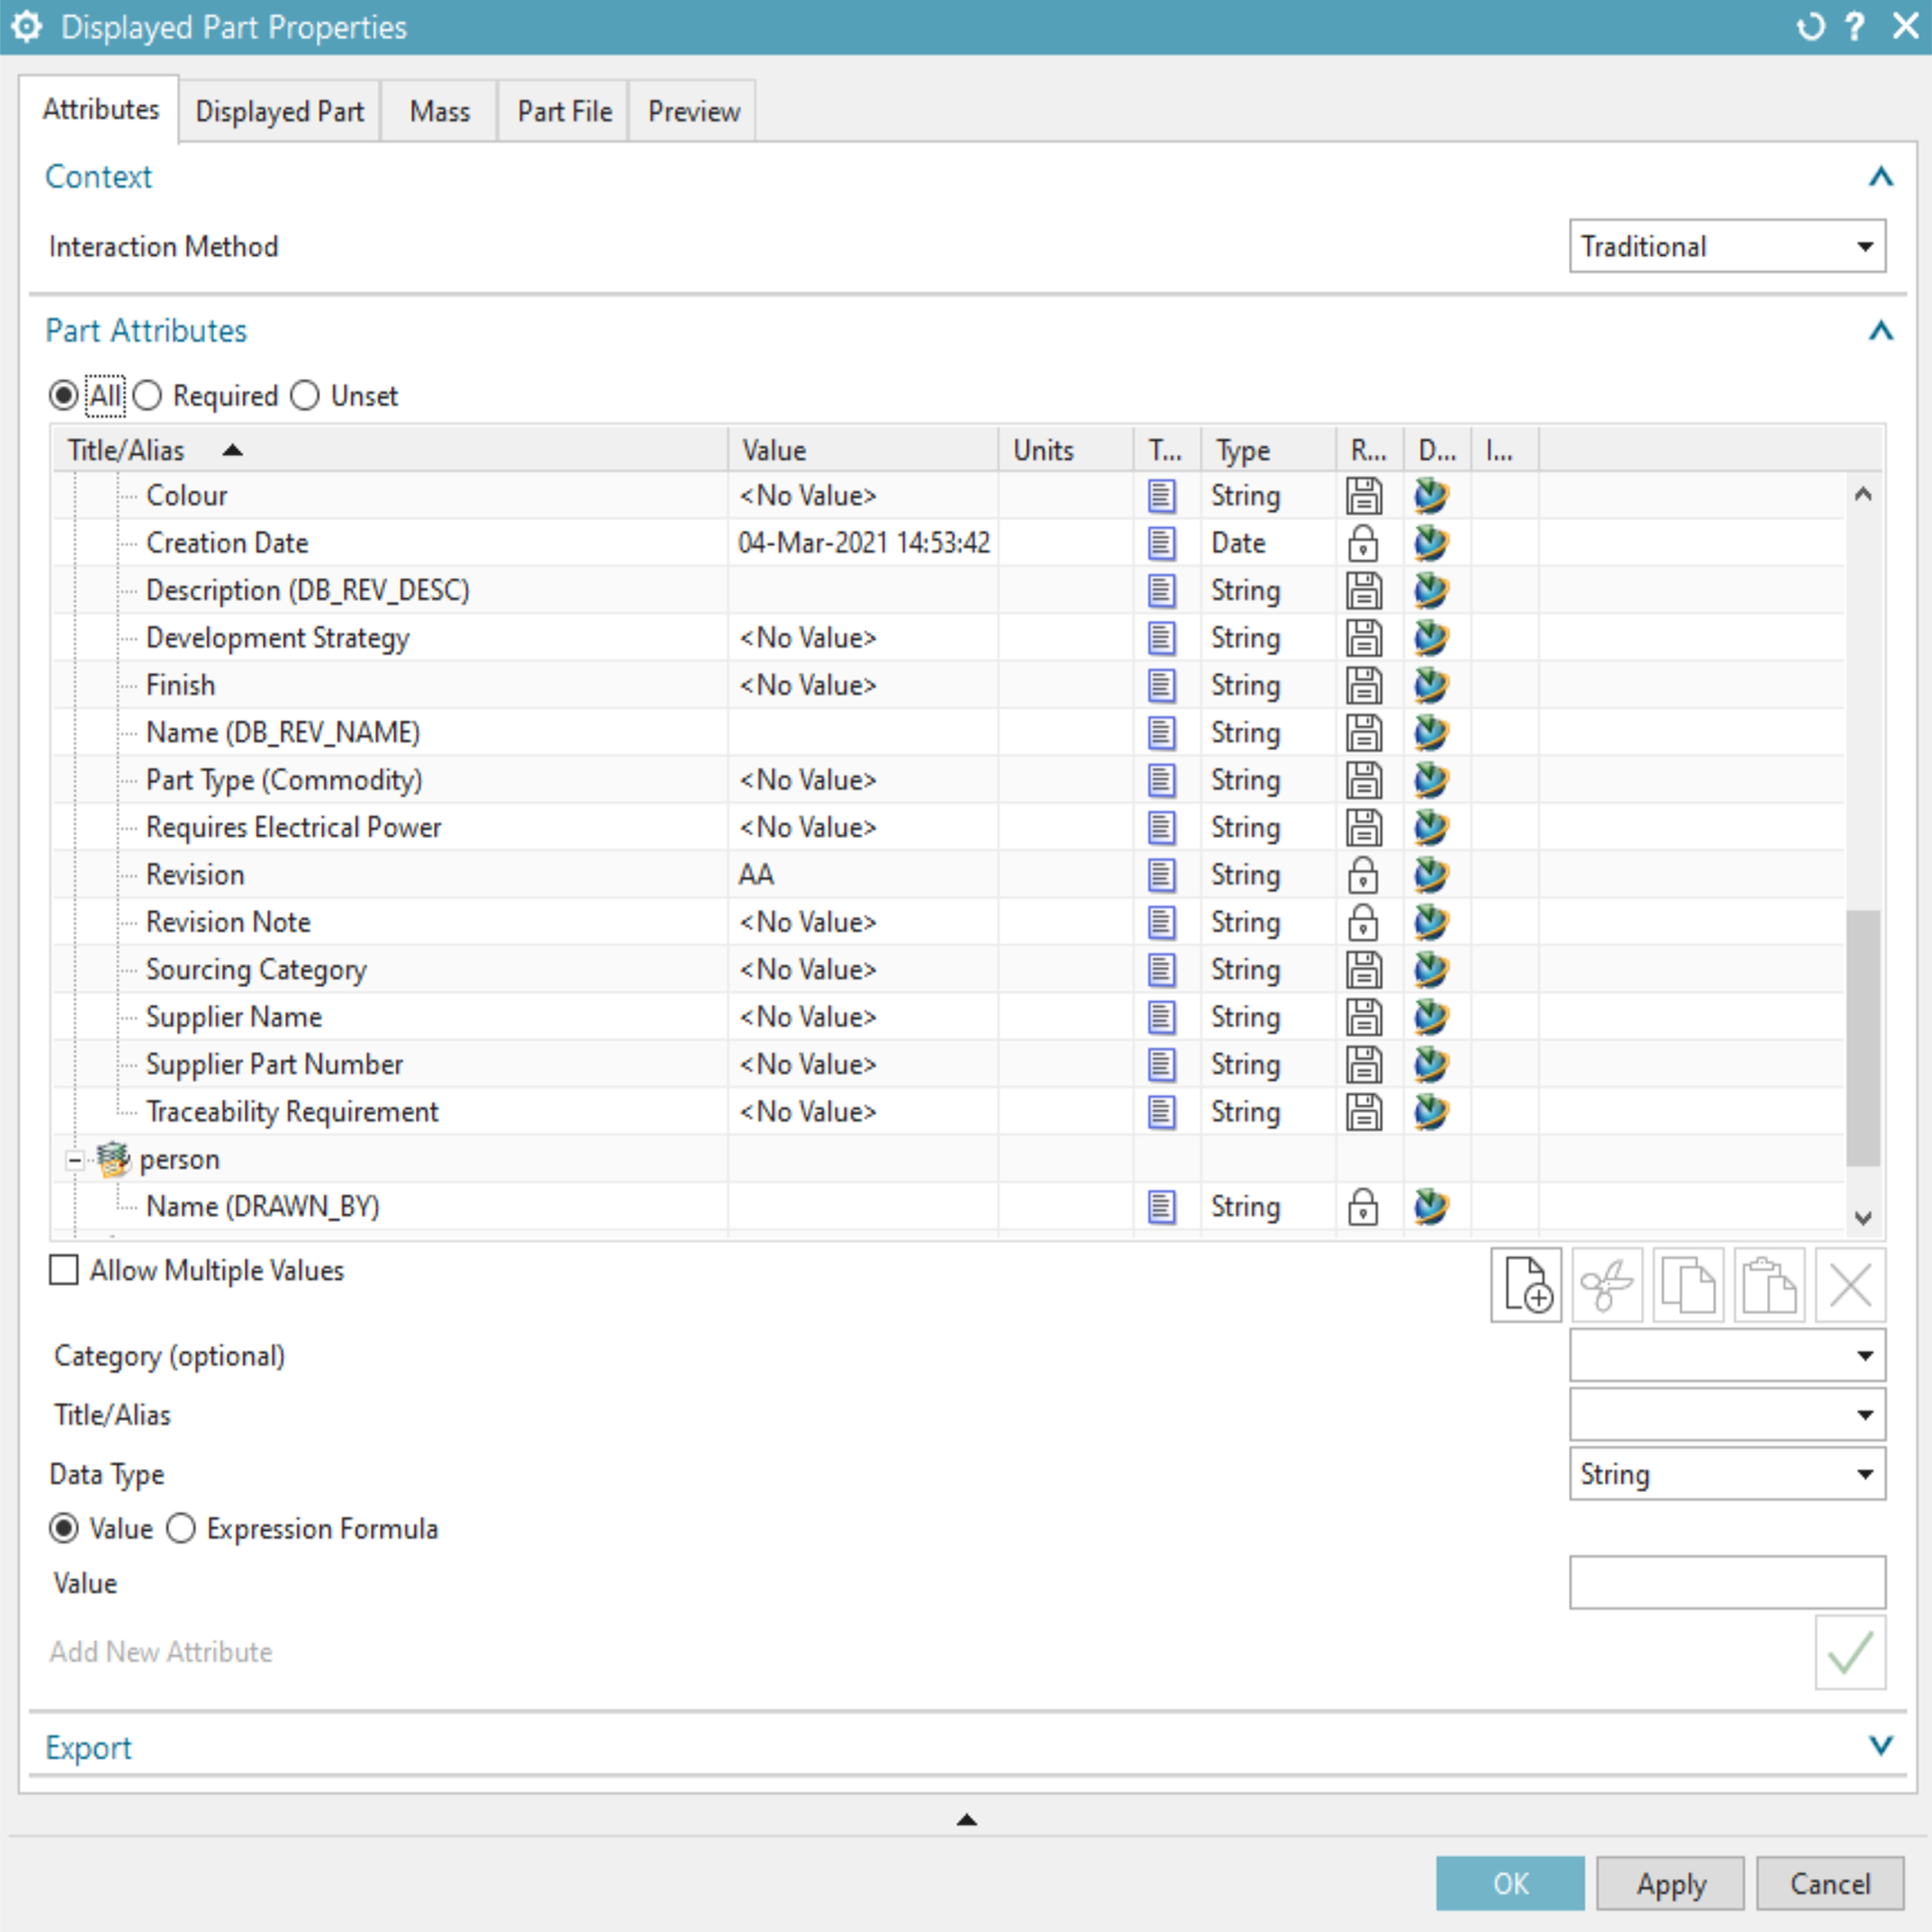 Displayed Part Properties
Attributes Displayed Part Mass Part File Preview
Context
Interaction Method Traditional
Part Attributes
All Required Unset
Title/Alias Value Units T... Type R... D... I...
Colour <No Value> String
Creation Date 04-Mar-2021 14:53:42 Date
Description (DB_REV_DESC) String
Development Strategy <No Value> String
Finish <No Value> String
Name (DB_REV_NAME) String
Part Type (Commodity) <No Value> String
Requires Electrical Power <No Value> String
Revision AA String
Revision Note <No Value> String
Sourcing Category <No Value> String
Supplier Name <No Value> String
Supplier Part Number <No Value> String
Traceability Requirement <No Value> String
person
Name (DRAWN_BY) String
Allow Multiple Values
Category (optional)
Title/Alias
Data Type String
Value Expression Formula
Value
Add New Attribute
Export
OK Apply Cancel